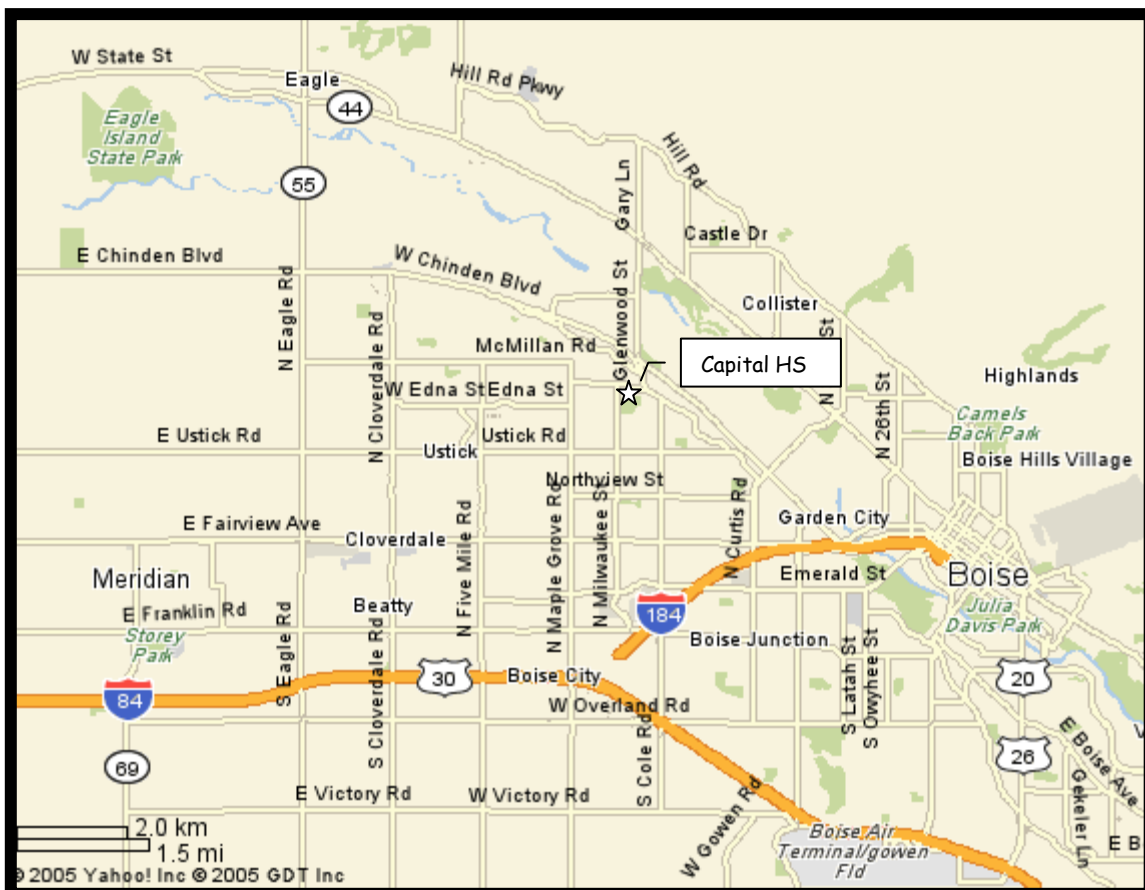 W State St
Eagle
44
Hill Rd Pkwy
Eagle
Island
State Park
55
Hill Rd
Gary Ln
Castle Dr
E Chinden Blvd
W Chinden Blvd
Glenwood St
Collister
N Eagle Rd
N Cloverdale Rd
McMillan Rd
Capital HS
N
St
N 26th St
Highlands
W Edna St
Edna St
Camels
Back Park
E Ustick Rd
Ustick Rd
Ustick
Boise Hills Village
Northview St
N Five Mile Rd
N Maple Grove Rd
N Milwaukee St
N Curtis Rd
Garden City
E Fairview Ave
Cloverdale
Meridian
Emerald St
Boise
E Franklin Rd
Beatty
184
Julia
Davis Park
Storey
Park
Boise Junction
S Eagle Rd
S Cloverdale Rd
30
Boise City
S Latah St
S Owyhee St
20
84
W Overland Rd
S Cole Rd
69
26
E Boise Ave
Gekeler Ln
E Victory Rd
W Victory Rd
W Gowen Rd
Boise Air
Terminal/gowen
Fld
E B
2.0 km
1.5 mi
© 2005 Yahoo! Inc © 2005 GDT Inc